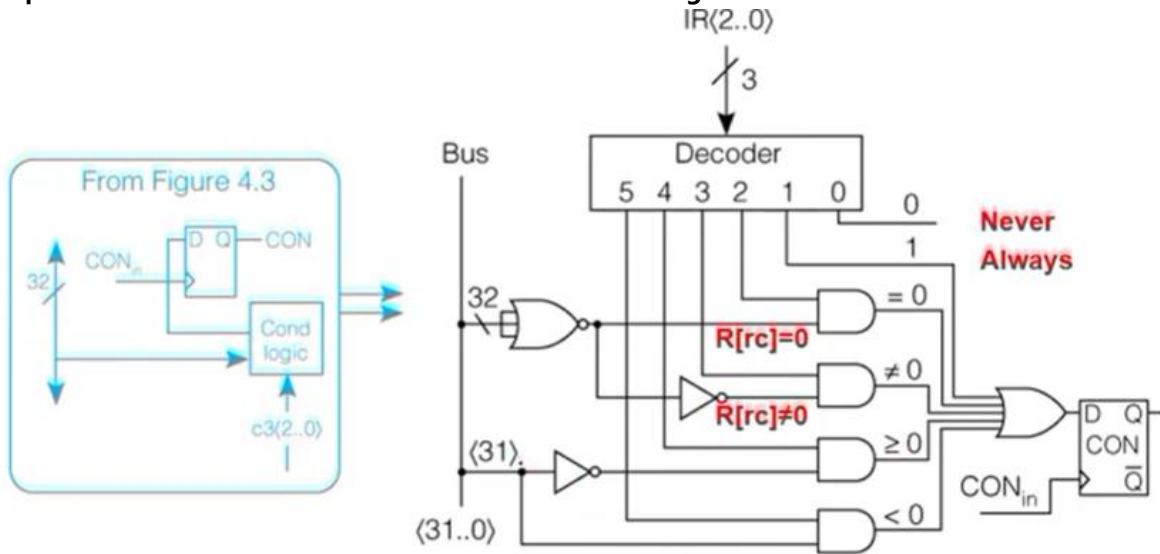 IR⟨2..0⟩
3
Bus
Decoder
5 4 3 2 1 0
From Figure 4.3
0
Never
1
Always
D Q
CON
CONin
32
32
= 0
R[rc]=0
Cond
logic
≠ 0
R[rc]≠0
D Q
CON
Q
c3⟨2..0⟩
⟨31⟩
≥ 0
CONin
< 0
⟨31..0⟩